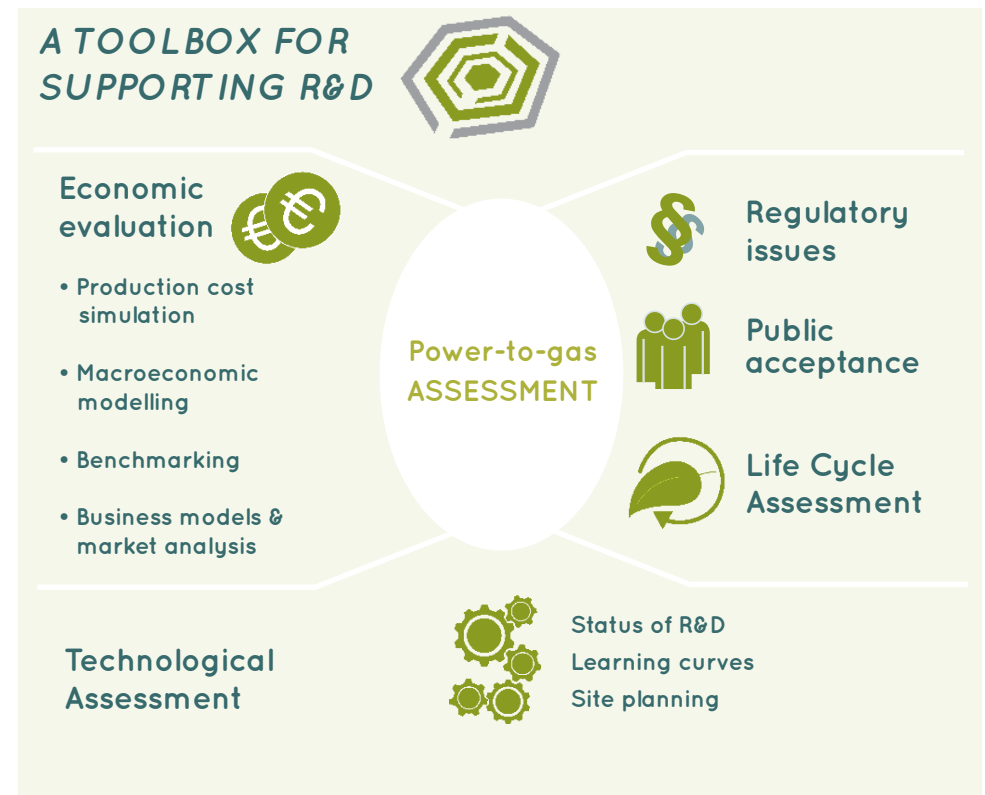 A TOOLBOX FOR
SUPPORTING R&D
Economic
evaluation
• Production cost
simulation
• Macroeconomic
modelling
• Benchmarking
• Business models &
market analysis
Power-to-gas
ASSESSMENT
Regulatory
issues
Public
acceptance
Life Cycle
Assessment
Technological
Assessment
Status of R&D
Learning curves
Site planning